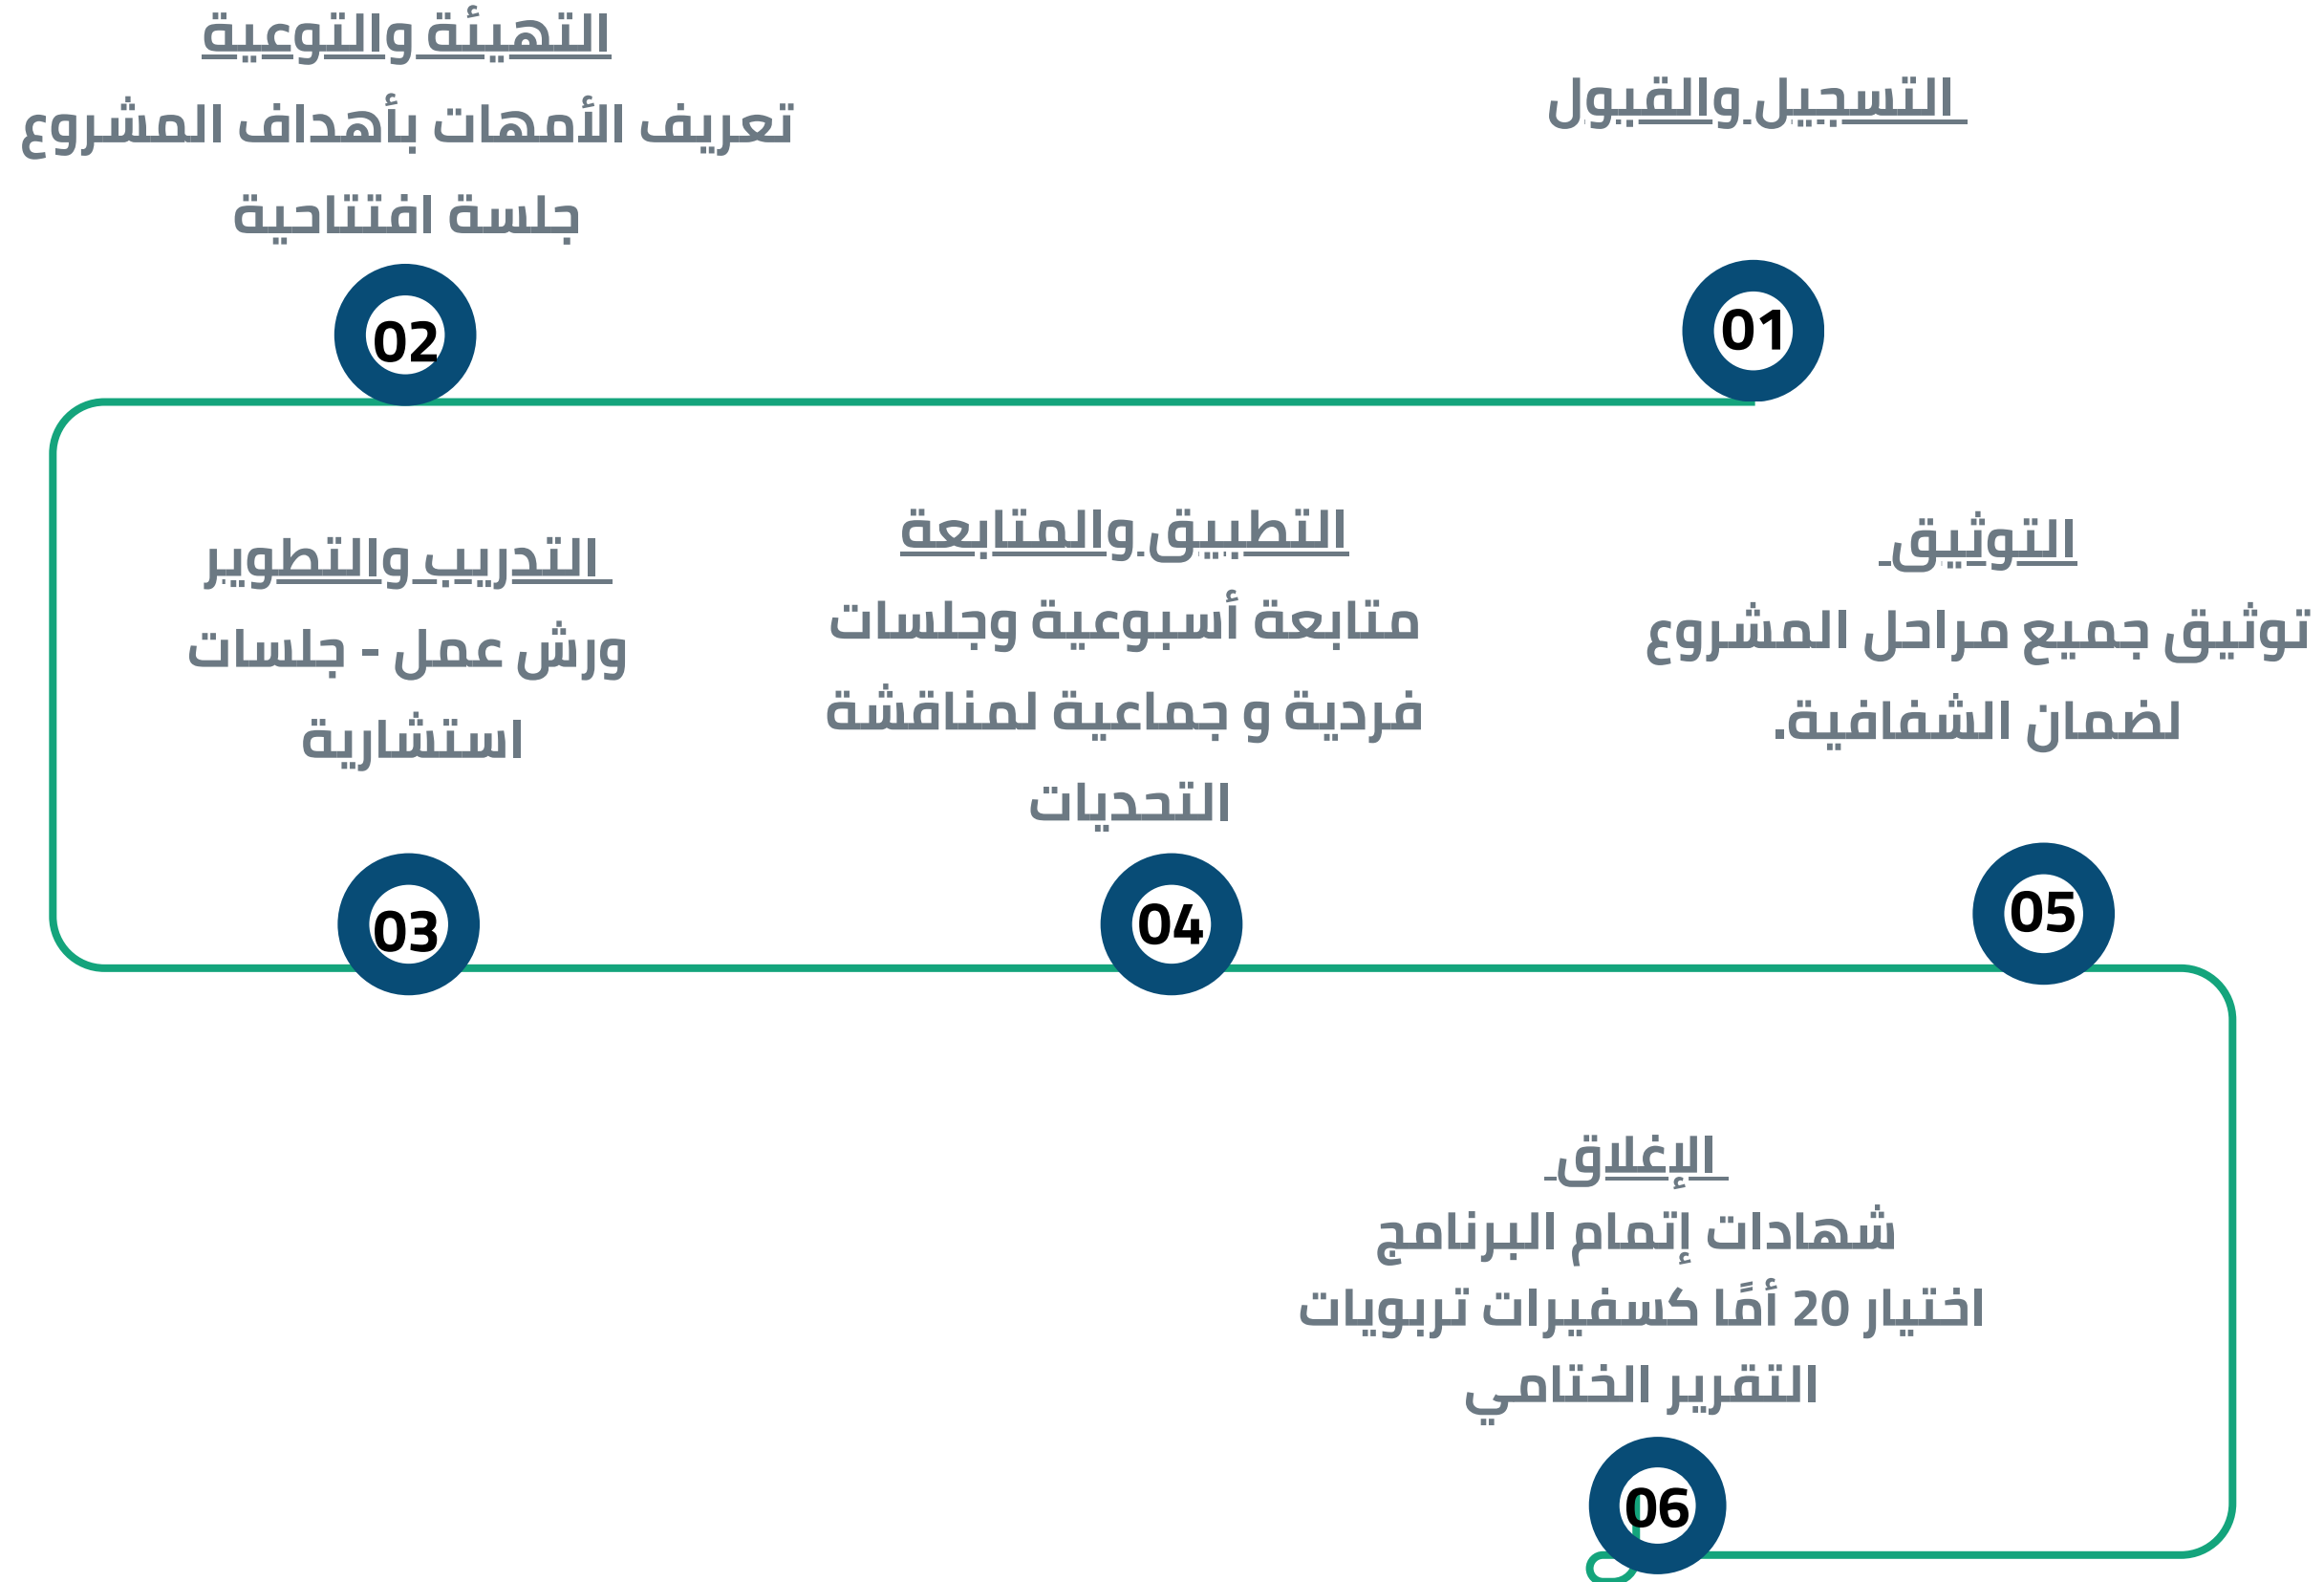 التسجيل والقبول
01
التهيئة والتوعية
تعريف الأمهات بأهداف المشروع
جلسة افتتاحية
02
التدريب والتطوير
ورش عمل - جلسات
استشارية
03
التطبيق والمتابعة
متابعة أسبوعية وجلسات
فردية و جماعية لمناقشة
التحديات
04
التوثيق
توثيق جميع مراحل المشروع
لضمان الشفافية.
05
الإغلاق
شهادات إتمام البرنامج
اختيار 20 أمًا كسفيرات تربويات
التقرير الختامي
06